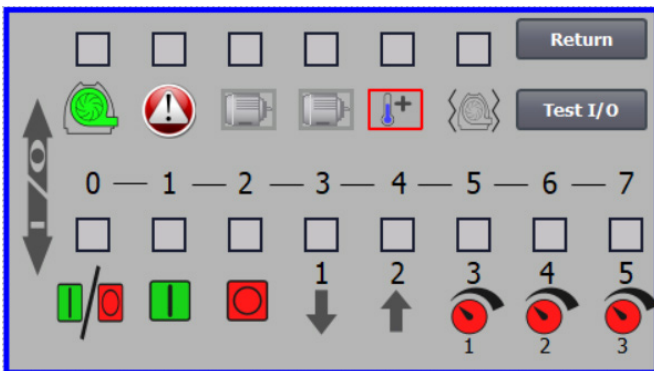 Return
Test I/O
I/O
0 — 1 — 2 — 3 — 4 — 5 — 6 — 7
1 2 3 4 5
1 2 3